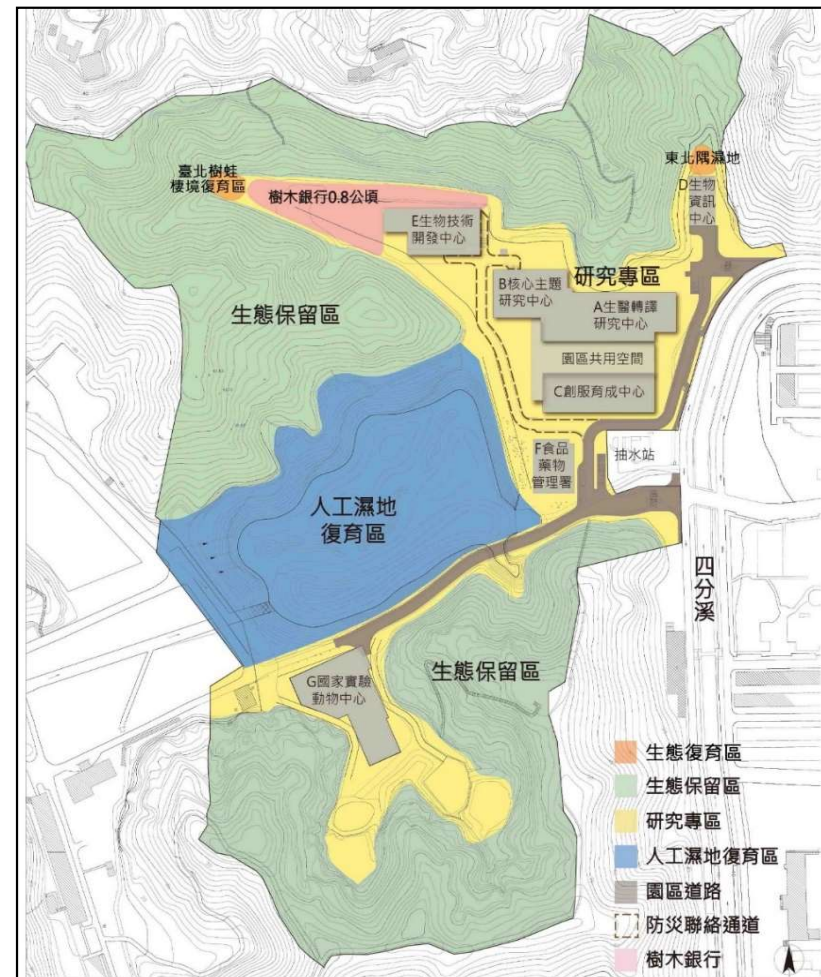 東北隅濕地
臺北樹蛙
棲境復育區
樹木銀行0.8公頃
D生物
資訊
中心
E生物技術
開發中心
研究專區
B核心主題
研究中心
A生醫轉譯
研究中心
生態保留區
園區共用空間
C創服育成中心
F食品
藥物
管理署
抽水站
人工濕地
復育區
四分溪
生態保留區
G國家實驗
動物中心
生態復育區
生態保留區
研究專區
人工濕地復育區
園區道路
防災聯絡通道
樹木銀行